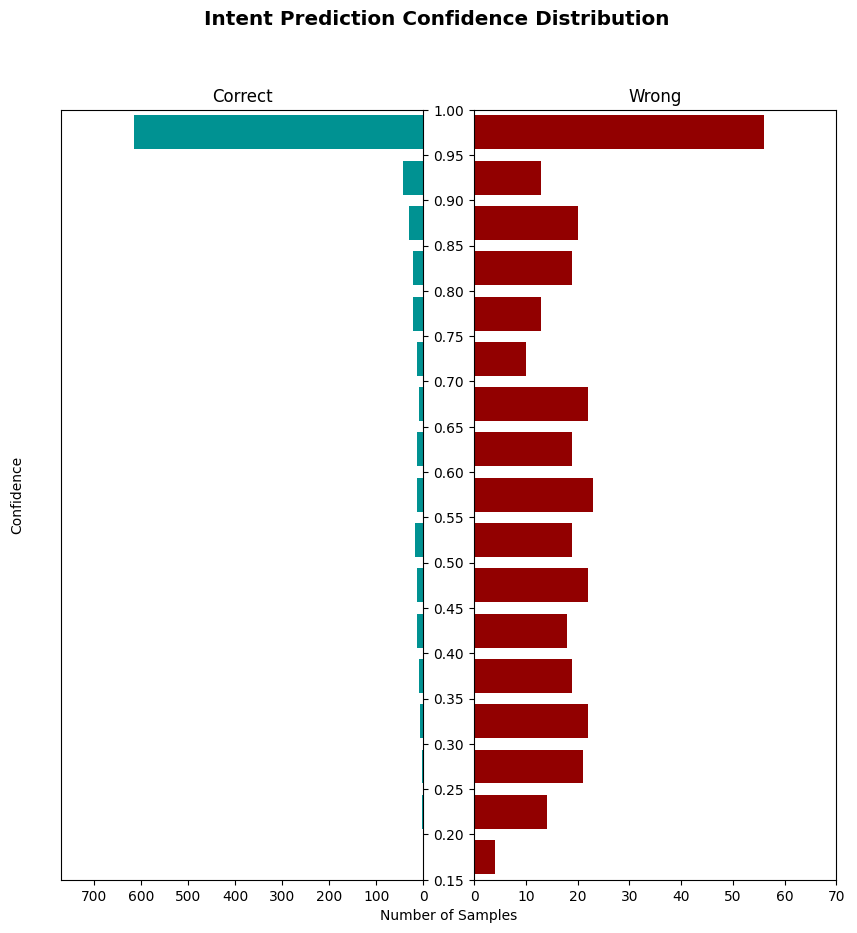 Intent Prediction Confidence Distribution
Correct
Wrong
1.00
0.95
0.90
0.85
0.80
0.75
0.70
0.65
0.60
0.55
0.50
0.45
0.40
0.35
0.30
0.25
0.20
0.15
Confidence
700 600 500 400 300 200 100 0
0 10 20 30 40 50 60 70
Number of Samples